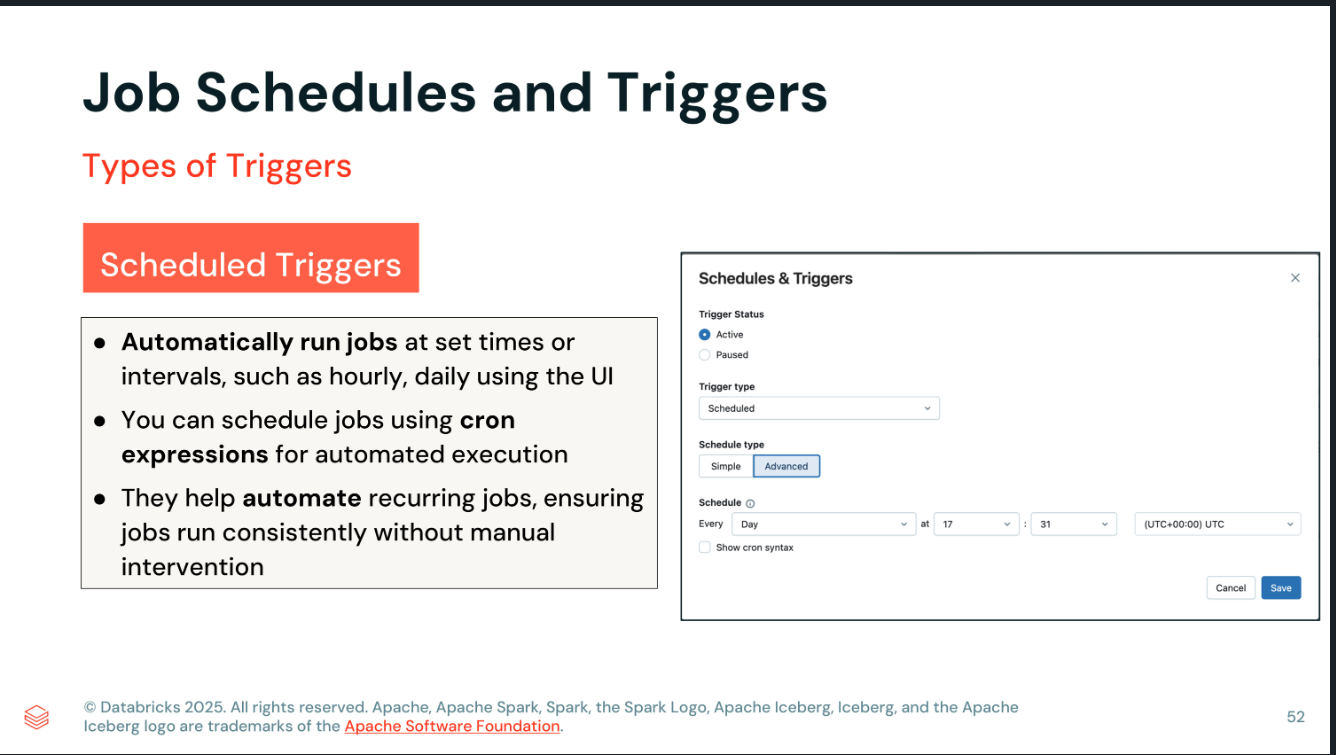 Job Schedules and Triggers
Types of Triggers
Scheduled Triggers
● Automatically run jobs at set times or
intervals, such as hourly, daily using the UI
● You can schedule jobs using cron
expressions for automated execution
● They help automate recurring jobs, ensuring
jobs run consistently without manual
intervention
Schedules & Triggers
Trigger Status
Active
Paused
Trigger type
Scheduled
Schedule type
Simple Advanced
Schedule
Every Day at 17 : 31 (UTC+00:00) UTC
Show cron syntax
Cancel Save
© Databricks 2025. All rights reserved. Apache, Apache Spark, Spark, the Spark Logo, Apache Iceberg, Iceberg, and the Apache
Iceberg logo are trademarks of the Apache Software Foundation.
52